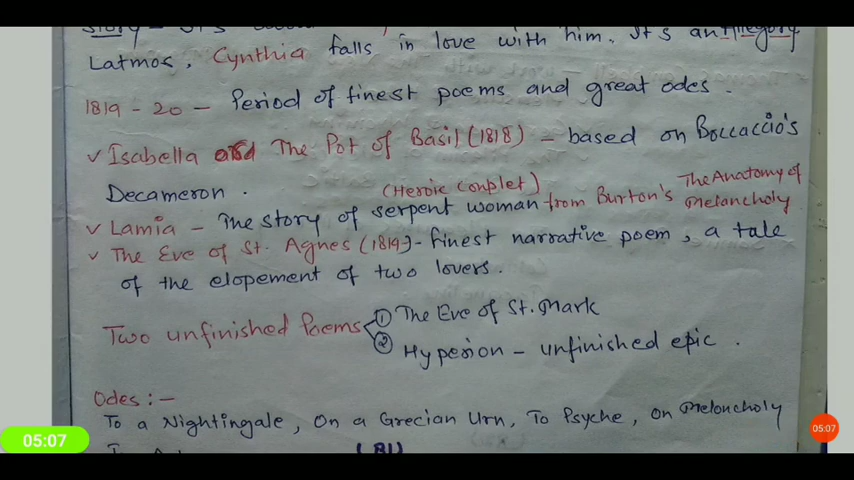 Story - It's
Latmos, Cynthia falls in love with him. It's an Allegory
1819 - 20 - Period of finest poems and great odes.
✓ Isabella or The Pot of Basil (1818) - based on Boccaccio's
Decameron.
(Heroic Couplet)
✓ Lamia - The story of serpent woman from Burton's The Anatomy of Melancholy
✓ The Eve of St. Agnes (1819) - finest narrative poem, a tale
of the elopement of two lovers.
Two unfinished Poems
① The Eve of St. Mark
② Hyperion - unfinished epic.
Odes :-
To a Nightingale, On a Grecian Urn, To Psyche, On Melancholy
05:07
05:07